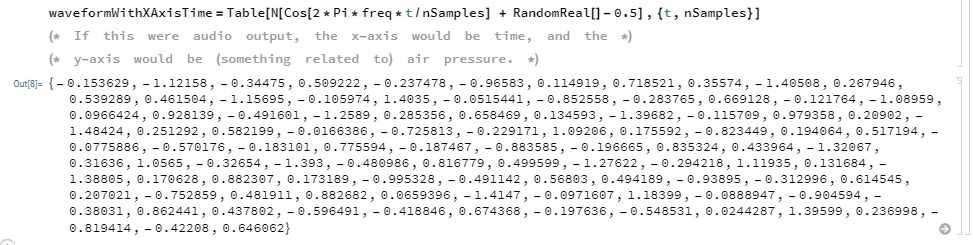 waveformWithXAxisTime = Table[N[Cos[2 * Pi * freq * t / nSamples] + RandomReal[] - 0.5], {t, nSamples}]
(* If this were audio output, the x-axis would be time, and the *)
(* y-axis would be (something related to) air pressure. *)
Out[8]= {-0.153629, -1.12158, -0.34475, 0.509222, -0.237478, -0.96583, 0.114919, 0.718521, 0.35574, -1.40508, 0.267946,
0.539289, 0.461504, -1.15695, -0.105974, 1.4035, -0.0515441, -0.852558, -0.283765, 0.669128, -0.121764, -1.08959,
0.0966424, 0.928139, -0.491601, -1.2589, 0.285356, 0.658469, 0.134593, -1.39682, -0.115709, 0.979358, 0.20902, -
1.48424, 0.251292, 0.582199, -0.0166386, -0.725813, -0.229171, 1.09206, 0.175592, -0.823449, 0.194064, 0.517194, -
0.0775886, -0.570176, -0.183101, 0.775594, -0.187467, -0.883585, -0.196665, 0.835324, 0.433964, -1.32067,
0.31636, 1.0565, -0.32654, -1.393, -0.480986, 0.816779, 0.499599, -1.27622, -0.294218, 1.11935, 0.131684, -
1.38805, 0.170628, 0.882307, 0.173189, -0.995328, -0.491142, 0.56803, 0.494189, -0.93895, -0.312996, 0.614545,
0.207021, -0.752859, 0.481911, 0.882682, 0.0659396, -1.4147, -0.0971607, 1.18399, -0.0888947, -0.904594, -
0.38031, 0.862441, 0.437802, -0.596491, -0.418846, 0.674368, -0.197636, -0.548531, 0.0244287, 1.39599, 0.236998, -
0.819414, -0.42208, 0.646062}